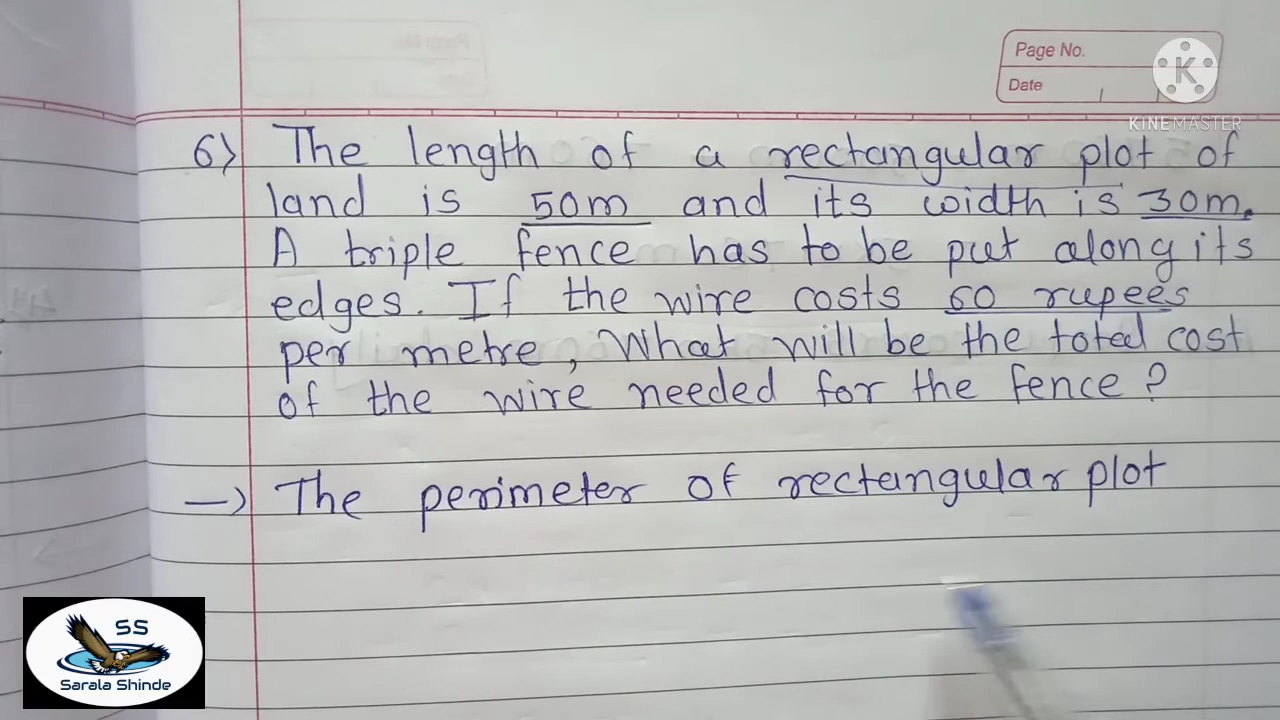 Page No.
Date
KINEMASTER
6) The length of a rectangular plot of
land is 50m and its width is 30m.
A triple fence has to be put along its
edges. If the wire costs 60 rupees
per metre, What will be the total cost
of the wire needed for the fence?
→ The perimeter of rectangular plot
SS
Sarala Shinde